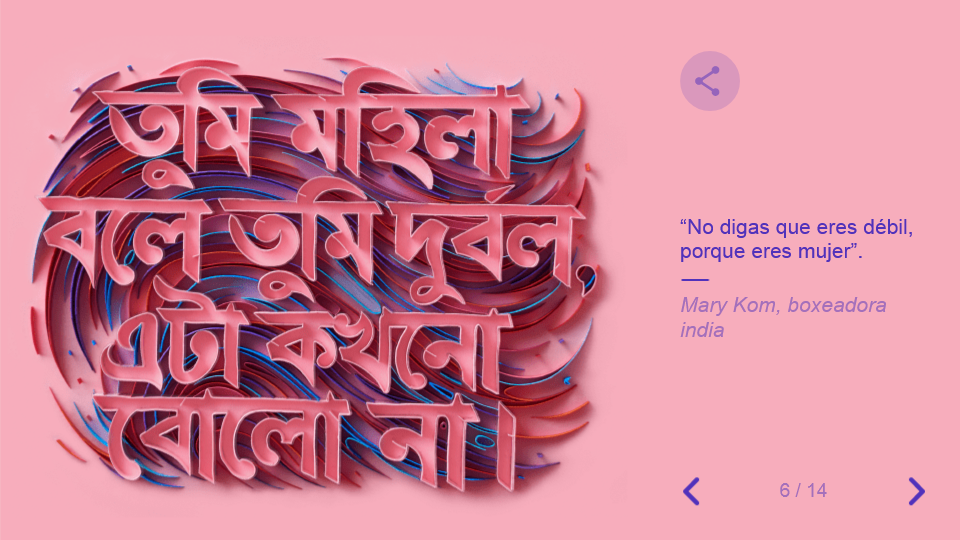 তুমি মহিলা
বলে তুমি দুর্বল,
এটা কখনো
বোলো না।
“No digas que eres débil,
porque eres mujer”.
—
Mary Kom, boxeadora
india
6 / 14